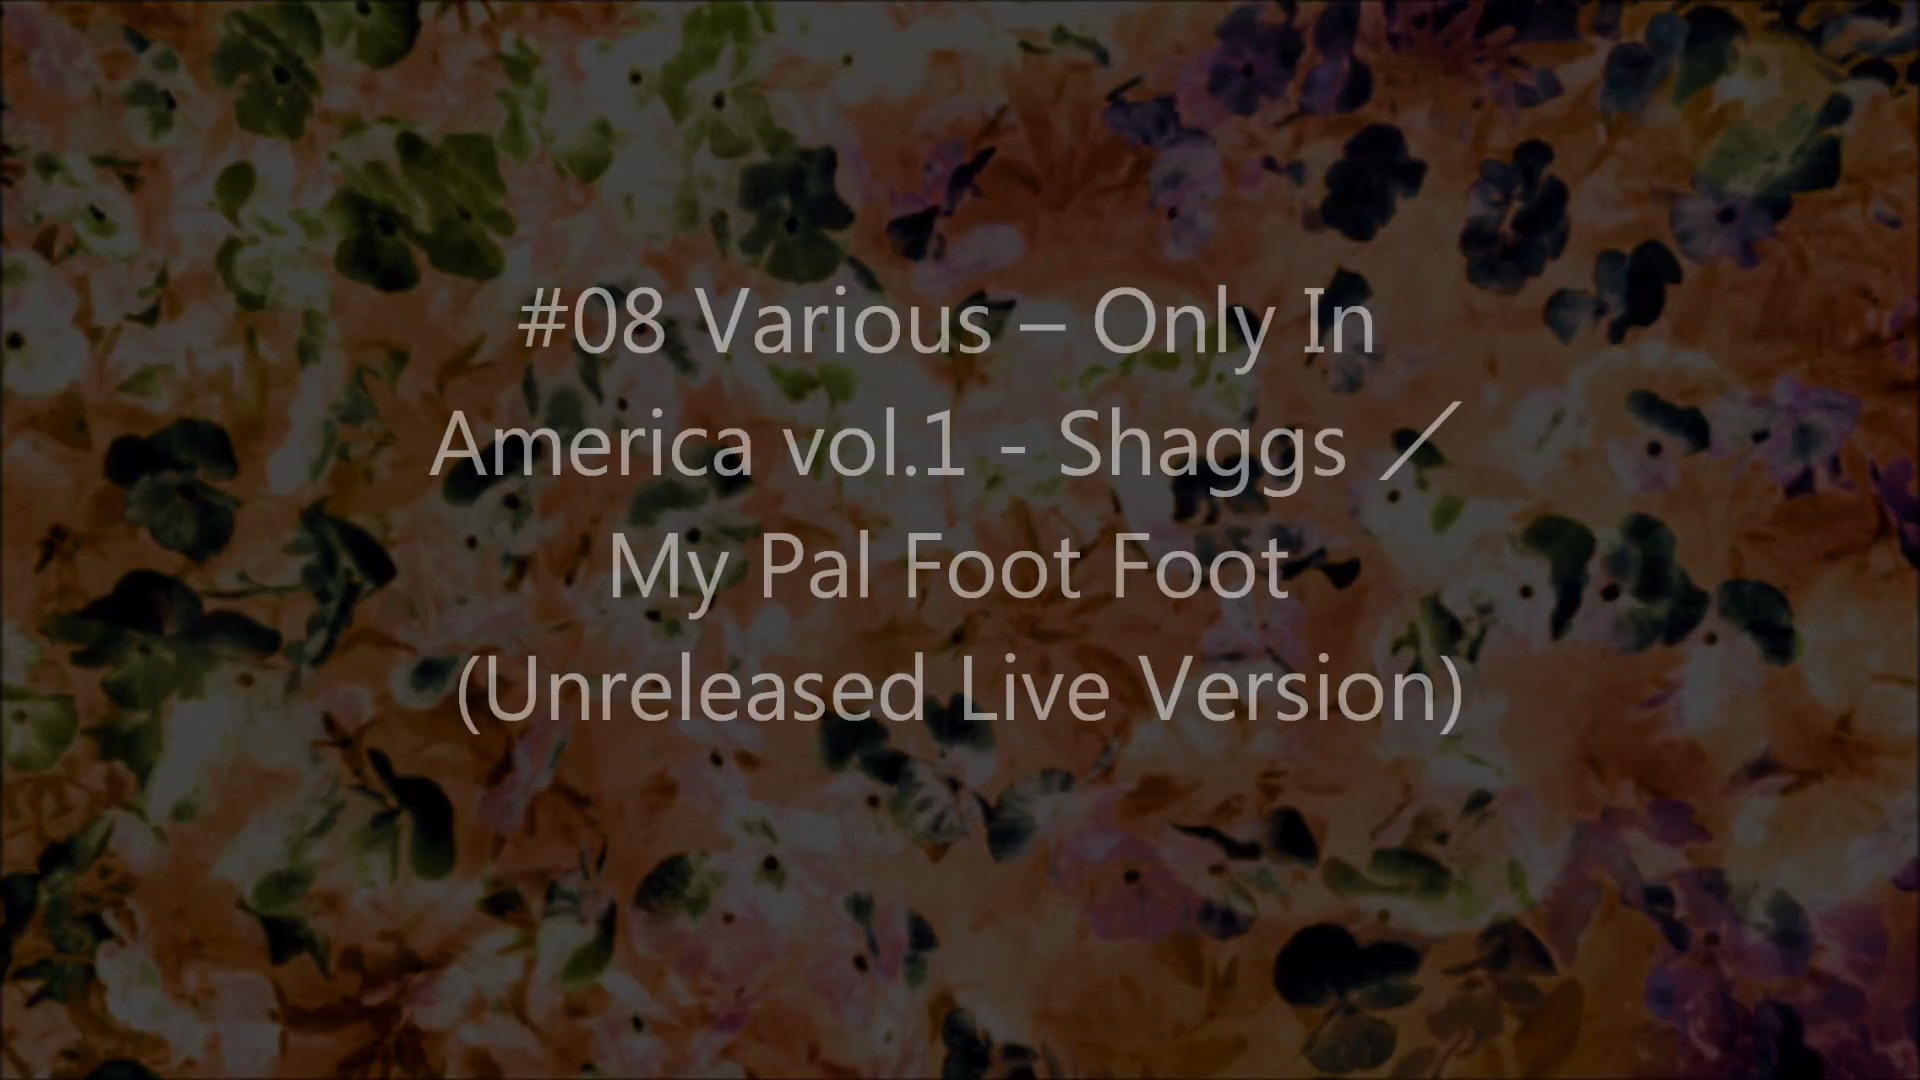 #08 Various – Only In
America vol.1 - Shaggs ／
My Pal Foot Foot
(Unreleased Live Version)